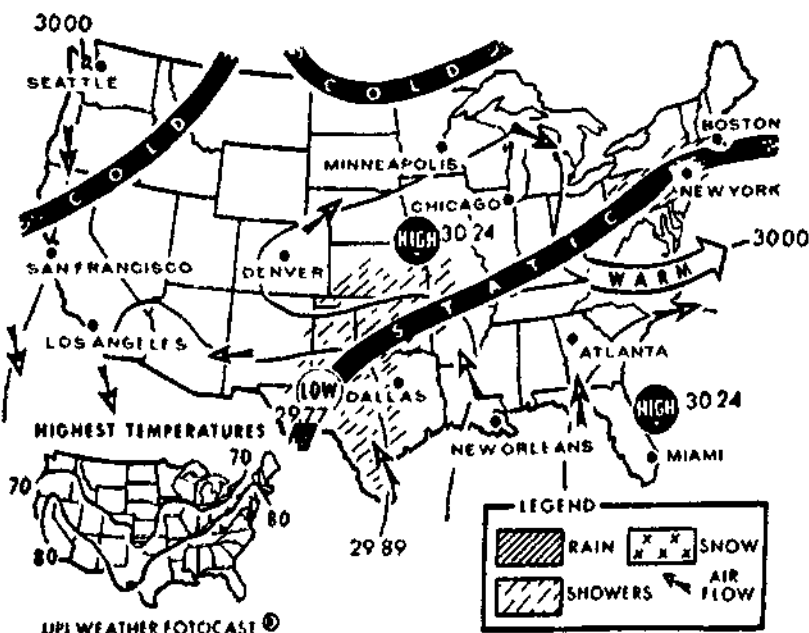 3000
SEATTLE
COLD
COLD
BOSTON
MINNEAPOLIS
NEW YORK
CHICAGO
HIGH 30 24
3000
SAN FRANCISCO
DENVER
STATIC
WARM
LOS ANGELES
ATLANTA
LOW
29 77
DALLAS
HIGH 30 24
HIGHEST TEMPERATURES
NEW ORLEANS
MIAMI
70
70
80
80
29 89
LEGEND
RAIN
SNOW
SHOWERS
AIR
FLOW
UPI WEATHER FOTOCAST ®